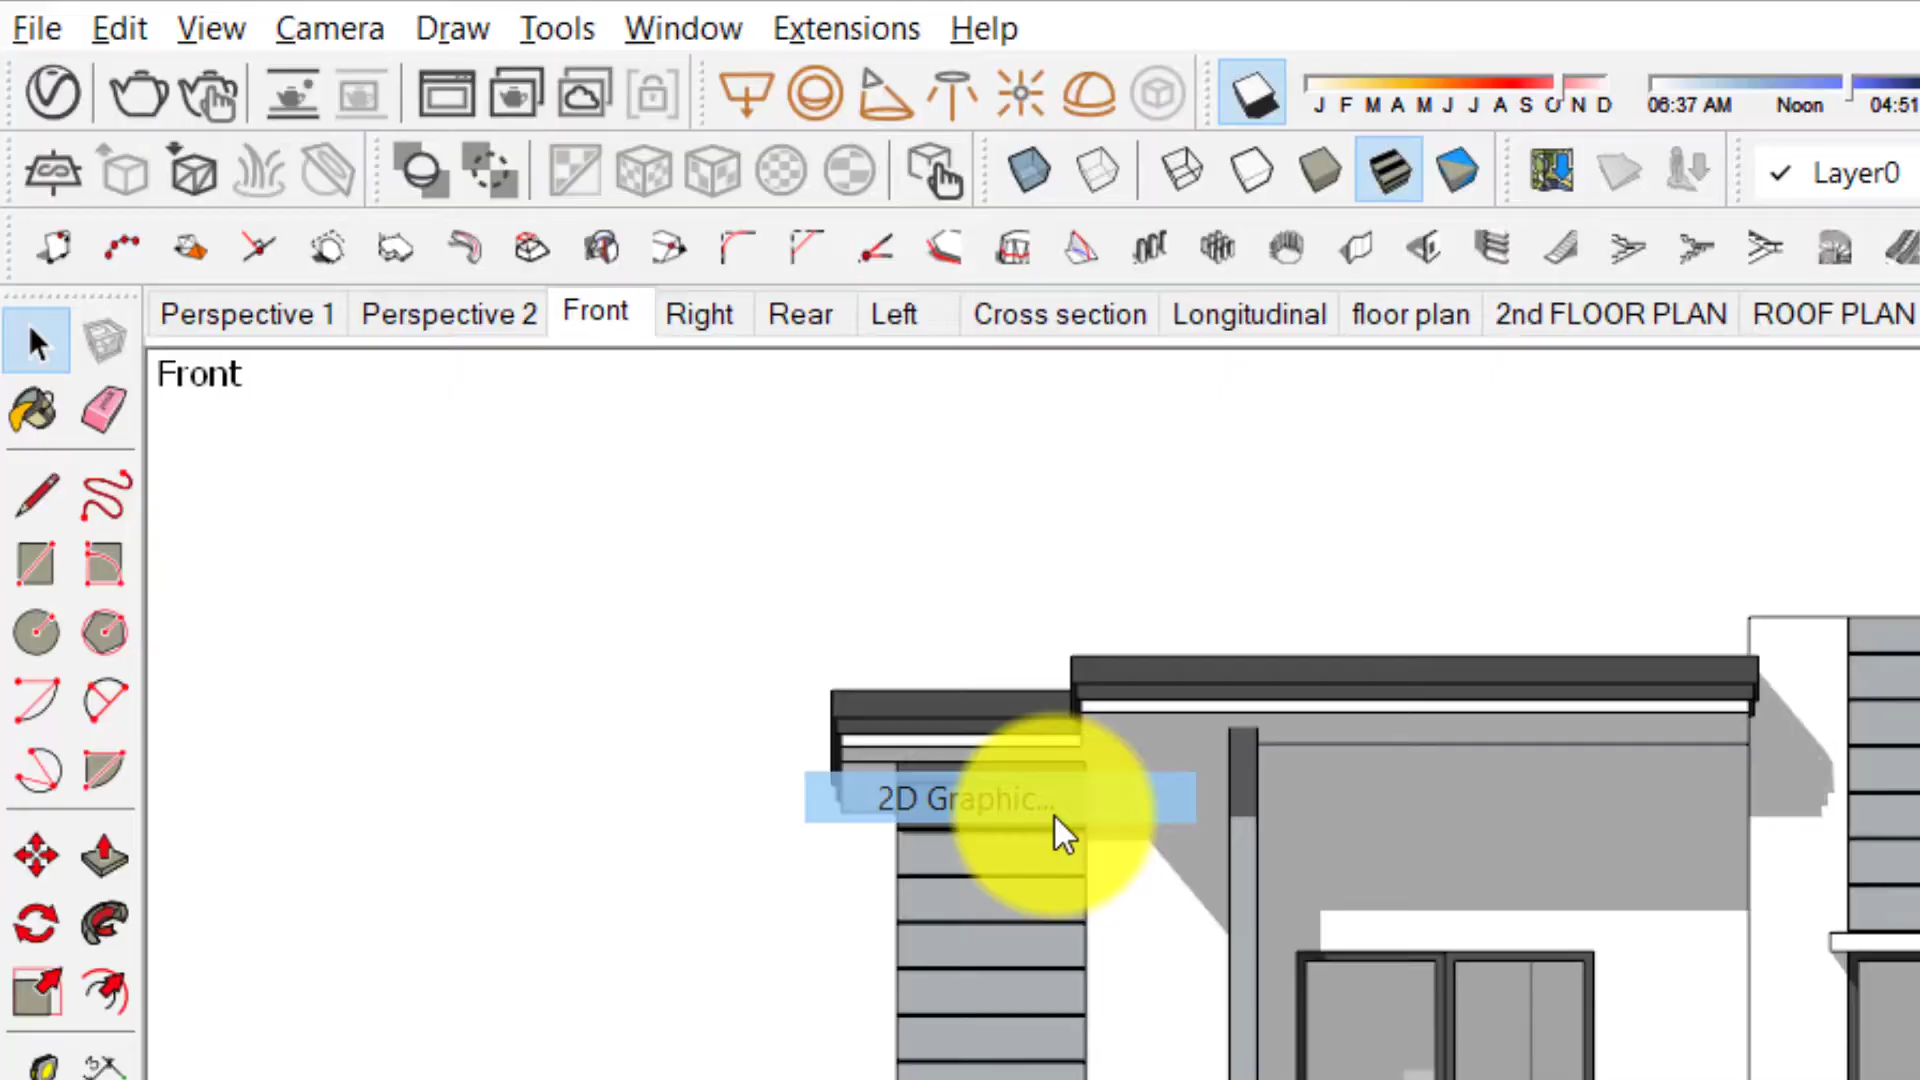 File Edit View Camera Draw Tools Window Extensions Help
J F M A M J J A S O N D 06:37 AM Noon 04:51
Layer0
Perspective 1 Perspective 2 Front Right Rear Left Cross section Longitudinal floor plan 2nd FLOOR PLAN ROOF PLAN
Front
2D Graphic...